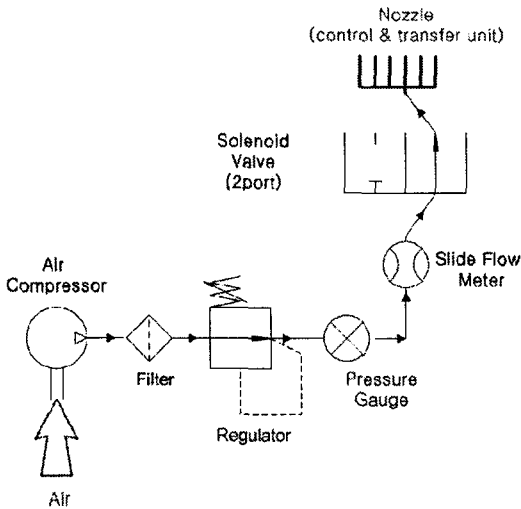 Nozzle
(control & transfer unit)
Solenoid
Valve
(2port)
Slide Flow
Meter
Air
Compressor
Filter
Pressure
Gauge
Regulator
Air